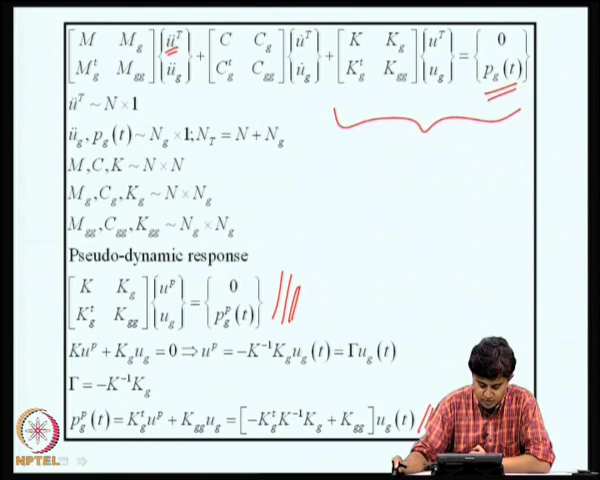 [M M_g; M_g^t M_gg]{ü^T; ü_g} + [C C_g; C_g^t C_gg]{u̇^T; u̇_g} + [K K_g; K_g^t K_gg]{u^T; u_g} = {0; p_g(t)}
ü^T ~ N × 1
ü_g, p_g(t) ~ N_g × 1; N_T = N + N_g
M, C, K ~ N × N
M_g, C_g, K_g ~ N × N_g
M_gg, C_gg, K_gg ~ N_g × N_g
Pseudo-dynamic response
[K K_g; K_g^t K_gg]{u^p; u_g} = {0; p_g^p(t)}
Ku^p + K_g u_g = 0 ⇒ u^p = -K^{-1}K_g u_g(t) = Γu_g(t)
Γ = -K^{-1}K_g
p_g^p(t) = K_g^t u^p + K_gg u_g = [-K_g^t K^{-1}K_g + K_gg]u_g(t)
NPTEL